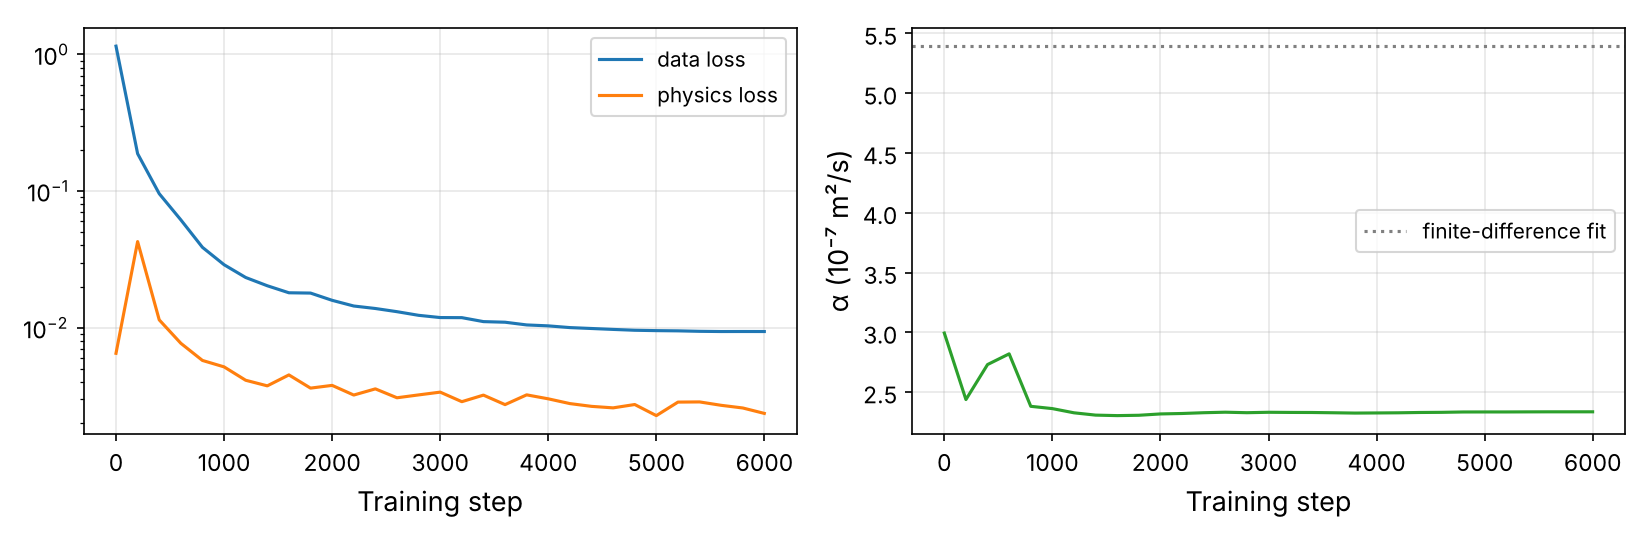 10⁰
10⁻¹
10⁻²
data loss
physics loss
0 1000 2000 3000 4000 5000 6000
Training step
5.5
5.0
4.5
4.0
3.5
3.0
2.5
α (10⁻⁷ m²/s)
finite-difference fit
0 1000 2000 3000 4000 5000 6000
Training step